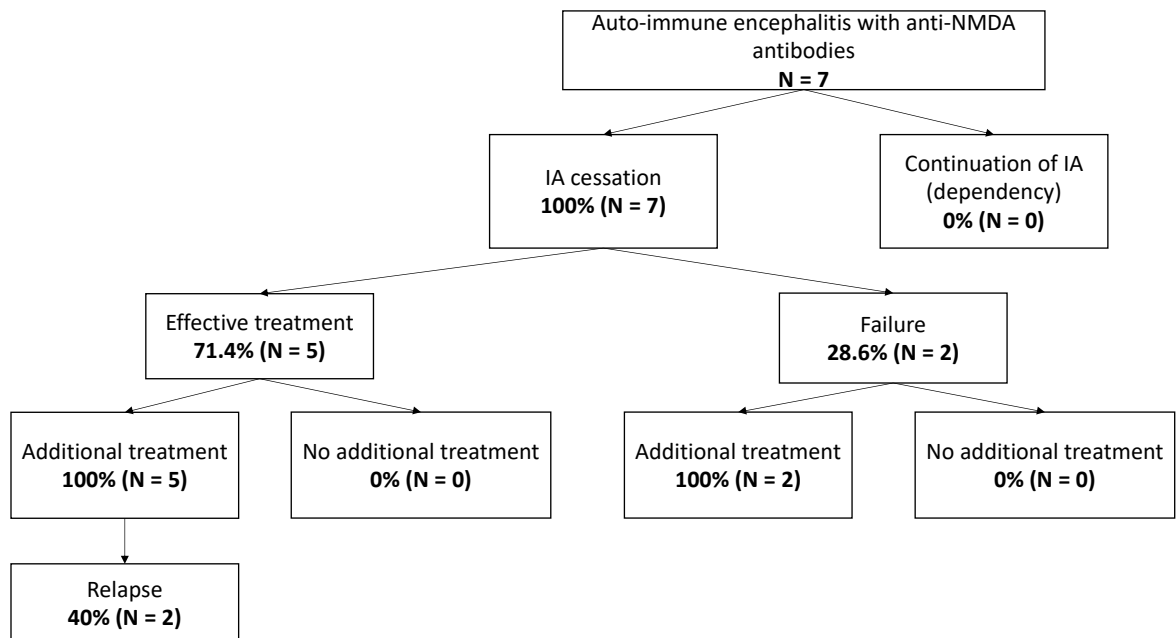 Auto-immune encephalitis with anti-NMDA
antibodies
N = 7
IA cessation
100% (N = 7)
Continuation of IA
(dependency)
0% (N = 0)
Effective treatment
71.4% (N = 5)
Failure
28.6% (N = 2)
Additional treatment
100% (N = 5)
No additional treatment
0% (N = 0)
Additional treatment
100% (N = 2)
No additional treatment
0% (N = 0)
Relapse
40% (N = 2)